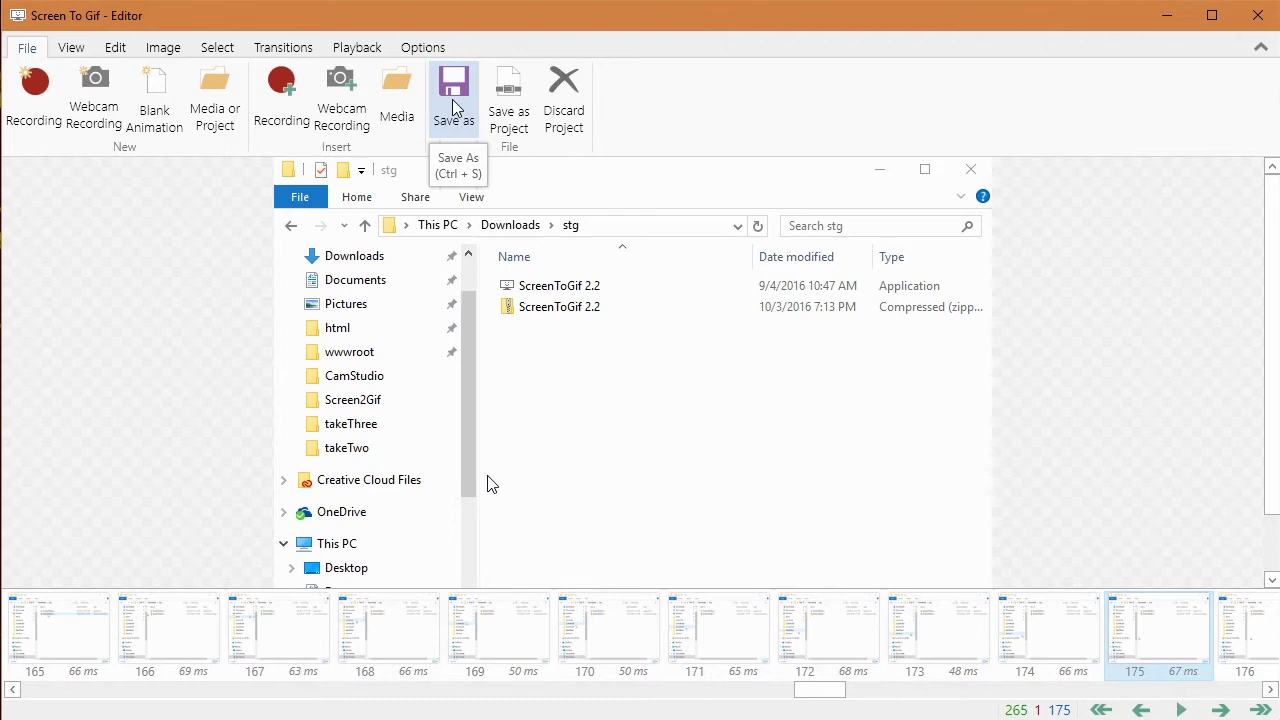 Screen To Gif - Editor
File View Edit Image Select Transitions Playback Options
Recording
Webcam Recording
Blank Animation
Media or Project
New
Recording
Webcam Recording
Media
Insert
Save as
Save as Project
Discard Project
File
Save As
(Ctrl + S)
stg
File Home Share View
This PC Downloads stg
Search stg
Name Date modified Type
Downloads
Documents
Pictures
html
wwwroot
CamStudio
Screen2Gif
takeThree
takeTwo
Creative Cloud Files
OneDrive
This PC
Desktop
ScreenToGif 2.2 9/4/2016 10:47 AM Application
ScreenToGif 2.2 10/3/2016 7:13 PM Compressed (zipp...
165 66 ms 166 69 ms 167 63 ms 168 66 ms 169 50 ms 170 50 ms 171 65 ms 172 68 ms 173 48 ms 174 66 ms 175 67 ms 176
265 1 175